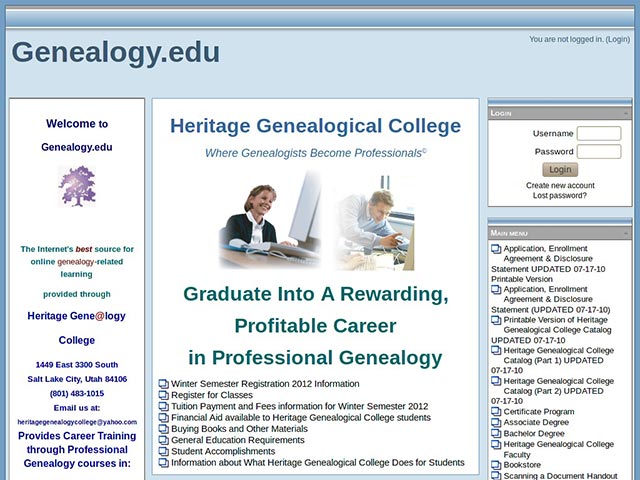 You are not logged in. (Login)
Genealogy.edu
Welcome to
Genealogy.edu
The Internet's best source for
online genealogy-related
learning
provided through
Heritage Gene@logy
College
1449 East 3300 South
Salt Lake City, Utah 84106
(801) 483-1015
Email us at:
heritagegenealogycollege@yahoo.com
Provides Career Training
through Professional
Genealogy courses in:
Heritage Genealogical College
Where Genealogists Become Professionals©
Graduate Into A Rewarding,
Profitable Career
in Professional Genealogy
Winter Semester Registration 2012 Information
Register for Classes
Tuition Payment and Fees information for Winter Semester 2012
Financial Aid available to Heritage Genealogical College students
Buying Books and Other Materials
General Education Requirements
Student Accomplishments
Information about What Heritage Genealogical College Does for Students
Login
Username
Password
Login
Create new account
Lost password?
Main menu
Application, Enrollment
Agreement & Disclosure
Statement UPDATED 07-17-10
Printable Version
Application, Enrollment
Agreement & Disclosure
Statement (UPDATED 07-17/10)
Printable Version of Heritage
Genealogical College Catalog
UPDATED 07-17-10
Heritage Genealogical College
Catalog (Part 1) UPDATED
07-17-10
Heritage Genealogical College
Catalog (Part 2) UPDATED
07-17-10
Certificate Program
Associate Degree
Bachelor Degree
Heritage Genealogical College
Faculty
Bookstore
Scanning a Document Handout